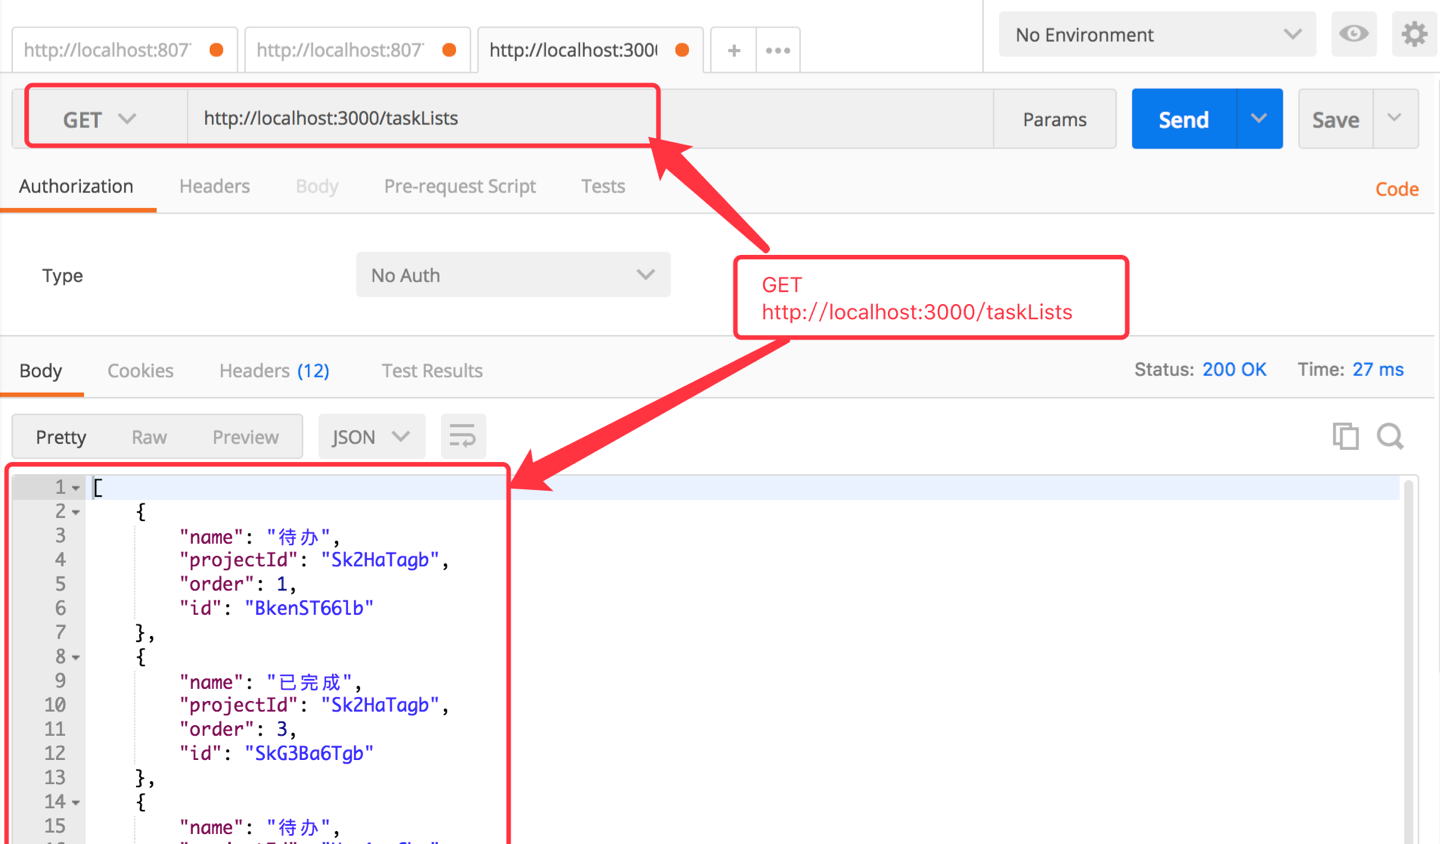 http://localhost:807
http://localhost:807
http://localhost:300
+
•••
No Environment
GET
http://localhost:3000/taskLists
Params
Send
Save
Authorization
Headers
Body
Pre-request Script
Tests
Code
Type
No Auth
GET
http://localhost:3000/taskLists
Body
Cookies
Headers (12)
Test Results
Status: 200 OK
Time: 27 ms
Pretty
Raw
Preview
JSON
1 [
2 {
3 "name": "待办",
4 "projectId": "Sk2HaTagb",
5 "order": 1,
6 "id": "BkenST66lb"
7 },
8 {
9 "name": "已完成",
10 "projectId": "Sk2HaTagb",
11 "order": 3,
12 "id": "SkG3Ba6Tgb"
13 },
14 {
15 "name": "待办",